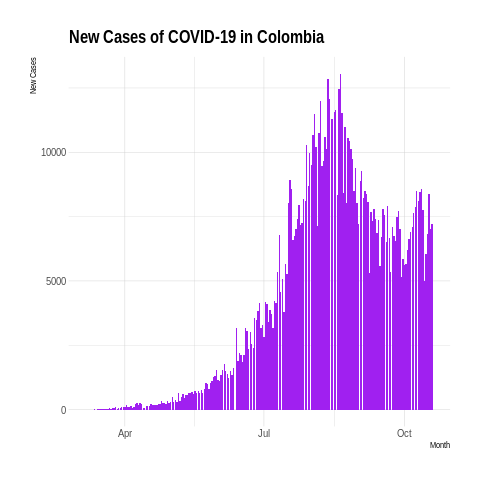 New Cases of COVID-19 in Colombia
New Cases
10000
5000
0
Apr
Jul
Oct
Month